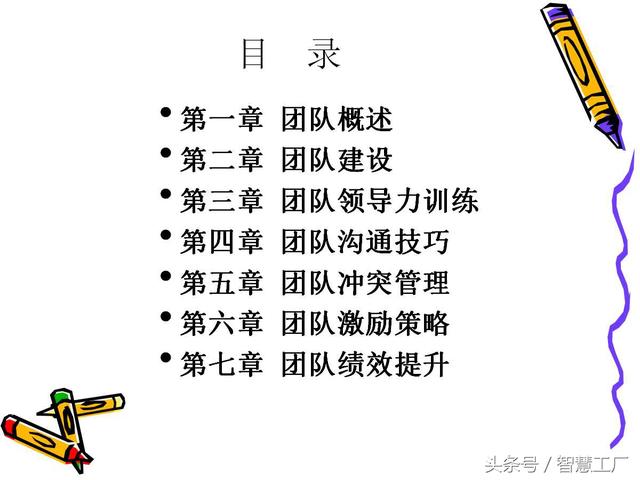 目 录
• 第一章 团队概述
• 第二章 团队建设
• 第三章 团队领导力训练
• 第四章 团队沟通技巧
• 第五章 团队冲突管理
• 第六章 团队激励策略
• 第七章 团队绩效提升
头条号 / 智慧工厂